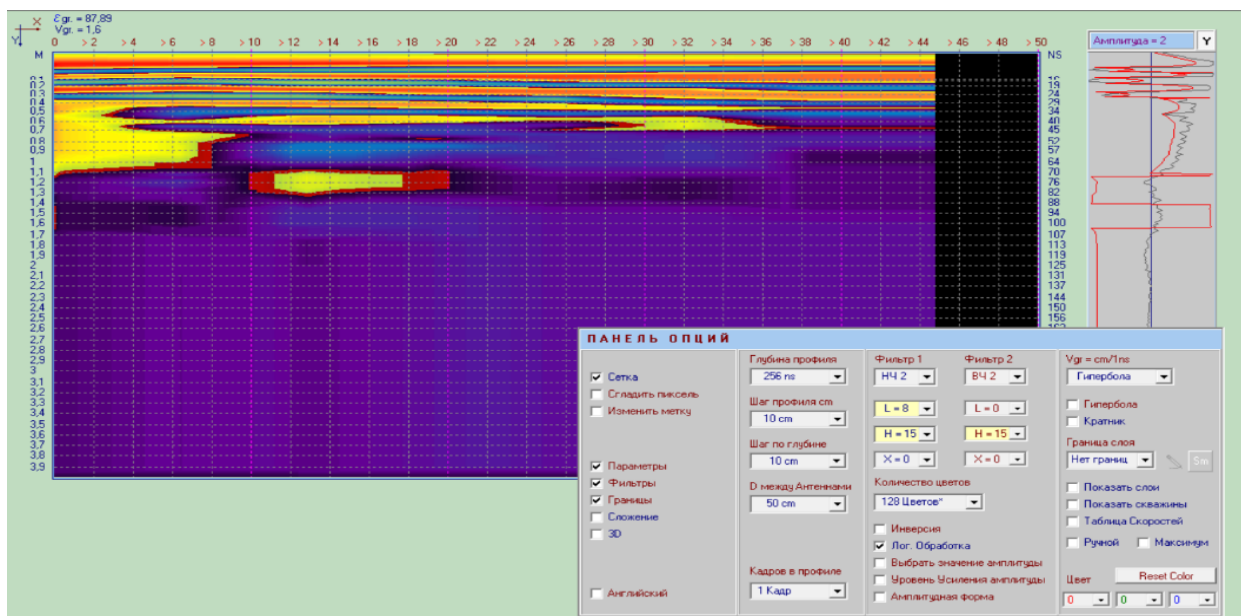 X
Y
Ɛgr. = 87,89
Vgr. = 1,6
0 > 2 > 4 > 6 > 8 > 10 > 12 > 14 > 16 > 18 > 20 > 22 > 24 > 26 > 28 > 30 > 32 > 34 > 36 > 38 > 40 > 42 > 44 > 46 > 48 > 50
М
NS
Амплитуда = 2
Y
0,1
0,2 19
0,3 24
0,4 29
0,5 34
0,6 40
0,7 45
0,8 52
0,9 57
1 64
1,1 70
1,2 76
1,3 82
1,4 88
1,5 94
1,6 100
1,7 107
1,8 113
1,9 119
2 125
2,1 131
2,2 137
2,3 144
2,4 150
2,5 156
2,6
2,7
2,8
2,9
3
3,1
3,2
3,3
3,4
3,5
3,6
3,7
3,8
3,9
ПАНЕЛЬ ОПЦИЙ
Сетка
Сгладить пиксель
Изменить метку
Параметры
Фильтры
Границы
Сложение
3D
Английский
Глубина профиля
256 ns
Шаг профиля cm
10 cm
Шаг по глубине
10 cm
D между Антеннами
50 cm
Кадров в профиле
1 Кадр
Фильтр 1 Фильтр 2
НЧ 2 ВЧ 2
L = 8 L = 0
H = 15 H = 15
X = 0 X = 0
Количество цветов
128 Цветов"
Инверсия
Лог. Обработка
Выбрать значение амплитуды
Уровень Усиления амплитуды
Амплитудная форма
Vgr = cm/1ns
Гипербола
Гипербола
Кратник
Граница слоя
Нет границ
Sm
Показать слои
Показать скважины
Таблица Скоростей
Ручной Максимум
Цвет Reset Color
0 0 0